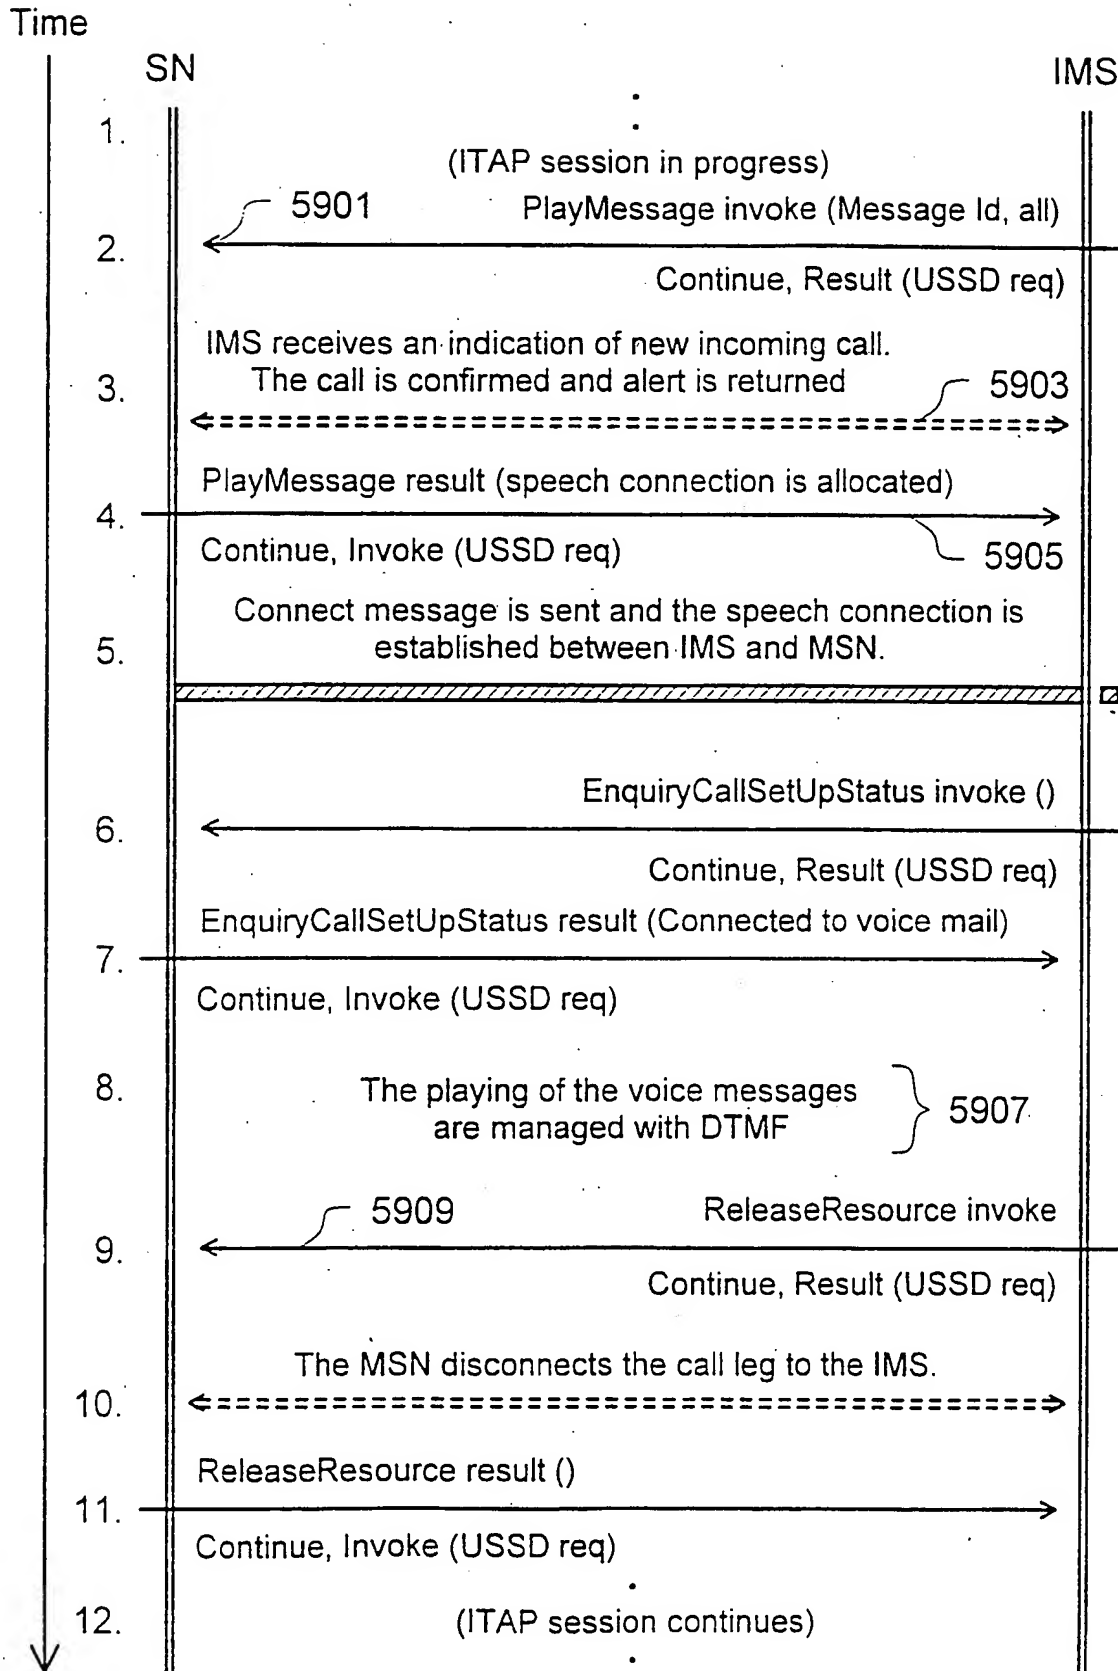 Time
SN
IMS
1.
(ITAP session in progress)
5901
PlayMessage invoke (Message Id, all)
2.
Continue, Result (USSD req)
IMS receives an indication of new incoming call.
3.
The call is confirmed and alert is returned
5903
PlayMessage result (speech connection is allocated)
4.
Continue, Invoke (USSD req)
5905
Connect message is sent and the speech connection is
5.
established between IMS and MSN.
EnquiryCallSetUpStatus invoke ()
6.
Continue, Result (USSD req)
EnquiryCallSetUpStatus result (Connected to voice mail)
7.
Continue, Invoke (USSD req)
8.
The playing of the voice messages
are managed with DTMF
5907
5909
ReleaseResource invoke
9.
Continue, Result (USSD req)
The MSN disconnects the call leg to the IMS.
10.
ReleaseResource result ()
11.
Continue, Invoke (USSD req)
12.
(ITAP session continues)